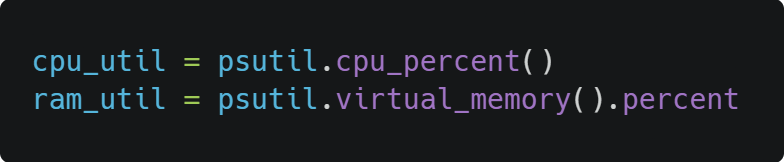 cpu_util = psutil.cpu_percent()
ram_util = psutil.virtual_memory().percent